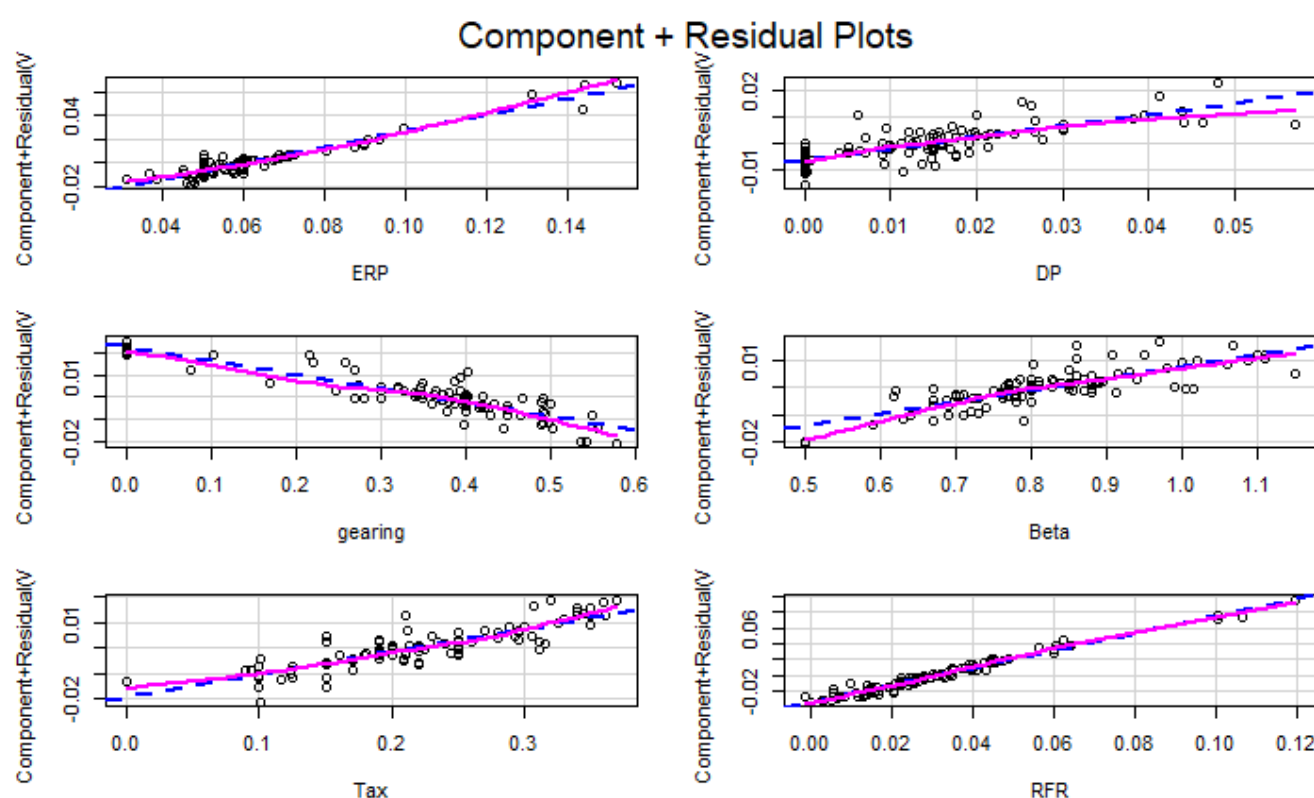 Component + Residual Plots
Component+Residual(V
-0.02 0.04
0.04 0.06 0.08 0.10 0.12 0.14
ERP
Component+Residual(V
-0.01 0.02
0.00 0.01 0.02 0.03 0.04 0.05
DP
Component+Residual(V
-0.02 0.01
0.0 0.1 0.2 0.3 0.4 0.5 0.6
gearing
Component+Residual(V
-0.02 0.01
0.5 0.6 0.7 0.8 0.9 1.0 1.1
Beta
Component+Residual(V
-0.02 0.01
0.0 0.1 0.2 0.3
Tax
Component+Residual(V
-0.02 0.06
0.00 0.02 0.04 0.06 0.08 0.10 0.12
RFR